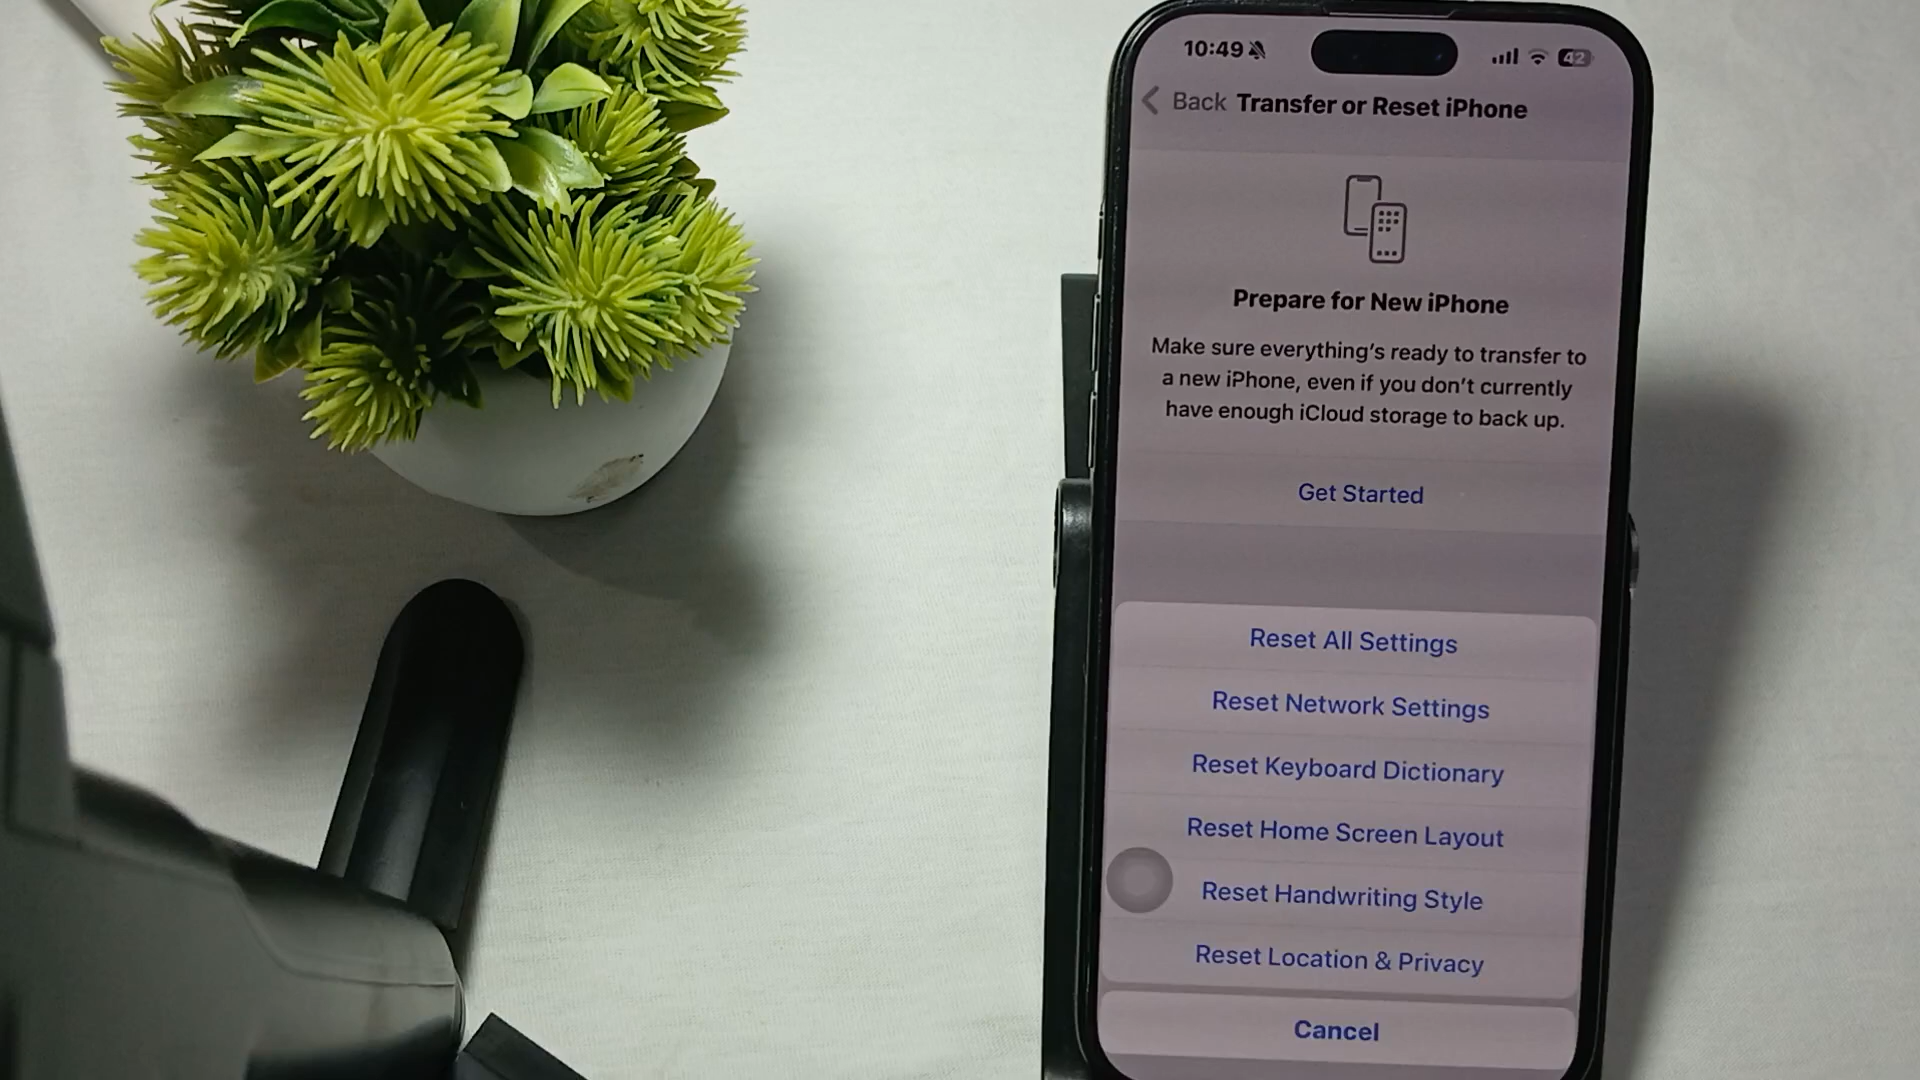 10:49
42
Back Transfer or Reset iPhone
Prepare for New iPhone
Make sure everything's ready to transfer to
a new iPhone, even if you don't currently
have enough iCloud storage to back up.
Get Started
Reset All Settings
Reset Network Settings
Reset Keyboard Dictionary
Reset Home Screen Layout
Reset Handwriting Style
Reset Location & Privacy
Cancel